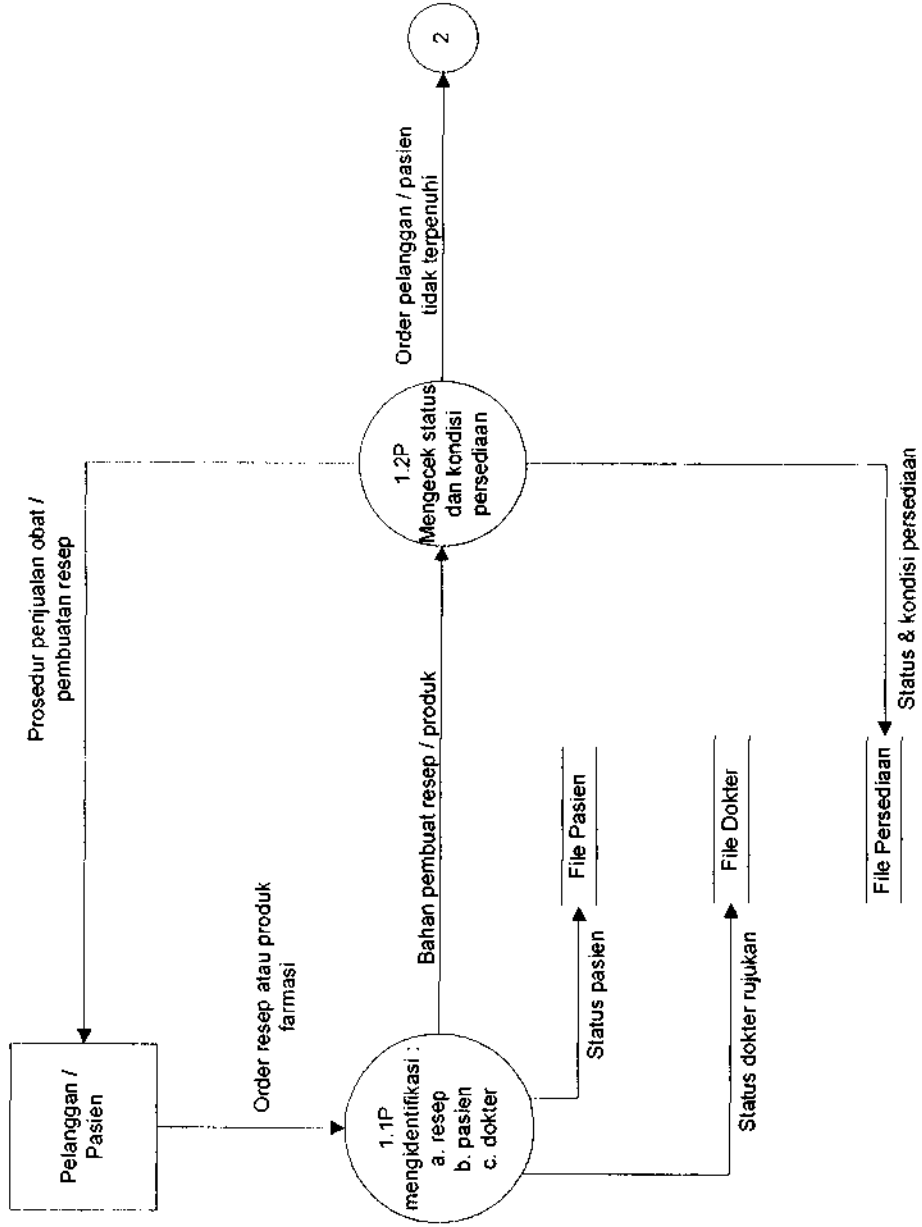 Pelanggan /
Pasien
Prosedur penjualan obat /
pembuatan resep
Order resep atau produk
farmasi
1.1P
mengidentifikasi :
a. resep
b. pasien
c. dokter
Bahan pembuat resep / produk
1.2P
Mengecek status
dan kondisi
persediaan
Order pelanggan / pasien
tidak terpenuhi
2
Status pasien
File Pasien
Status dokter rujukan
File Dokter
File Persediaan
Status & kondisi persediaan